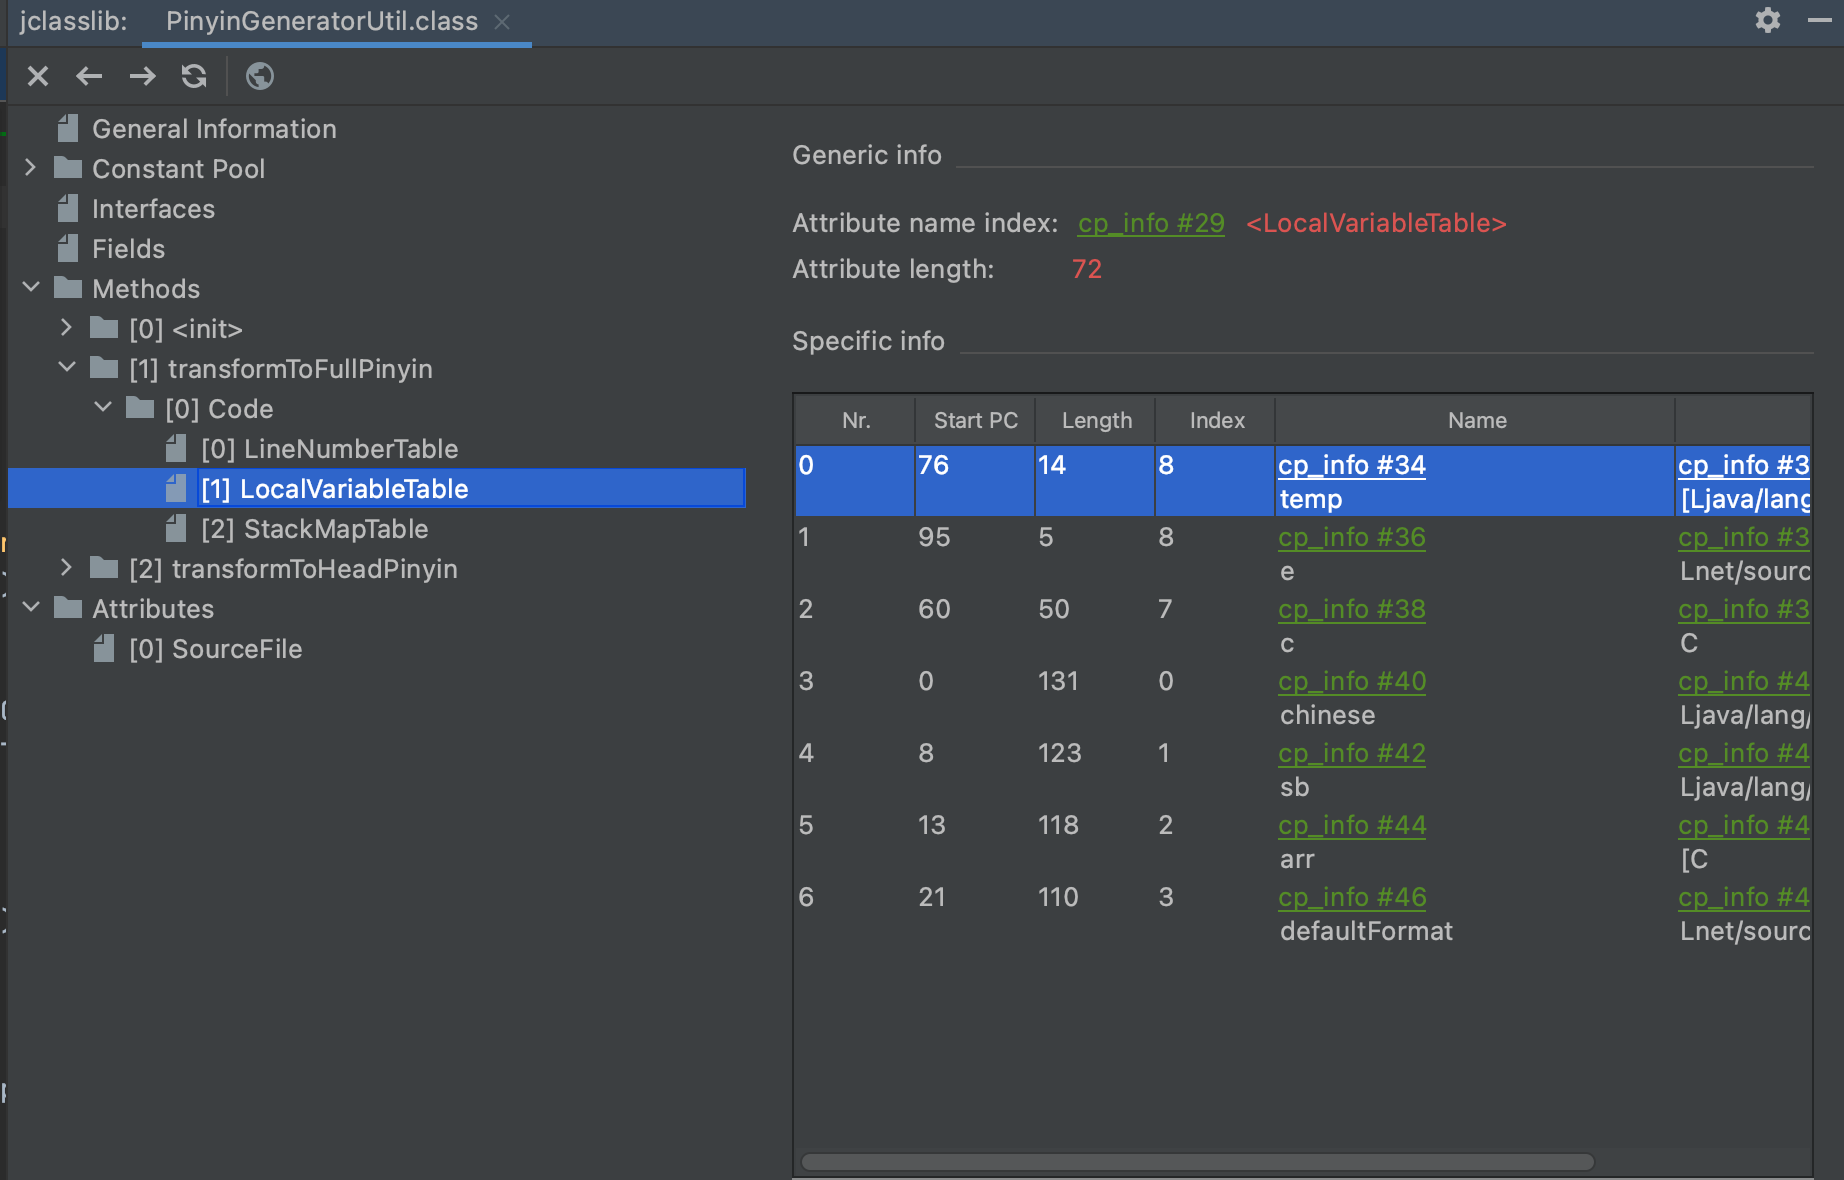 jclasslib: PinyinGeneratorUtil.class
General Information
Constant Pool
Interfaces
Fields
Methods
[0] <init>
[1] transformToFullPinyin
[0] Code
[0] LineNumberTable
[1] LocalVariableTable
[2] StackMapTable
[2] transformToHeadPinyin
Attributes
[0] SourceFile
Generic info
Attribute name index: cp_info #29 <LocalVariableTable>
Attribute length: 72
Specific info
Nr. Start PC Length Index Name
0 76 14 8 cp_info #34 cp_info #3
temp [Ljava/lang
1 95 5 8 cp_info #36 cp_info #3
e Lnet/sourc
2 60 50 7 cp_info #38 cp_info #3
c C
3 0 131 0 cp_info #40 cp_info #4
chinese Ljava/lang/
4 8 123 1 cp_info #42 cp_info #4
sb Ljava/lang/
5 13 118 2 cp_info #44 cp_info #4
arr [C
6 21 110 3 cp_info #46 cp_info #4
defaultFormat Lnet/sourc